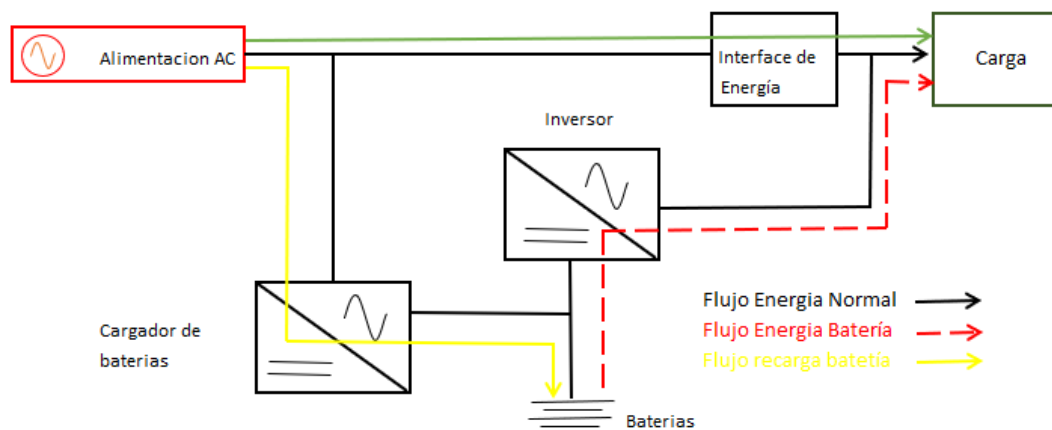 Alimentacion AC
Interface de
Energía
Carga
Inversor
Cargador de
baterias
Flujo Energia Normal
Flujo Energia Batería
Flujo recarga batetía
Baterias